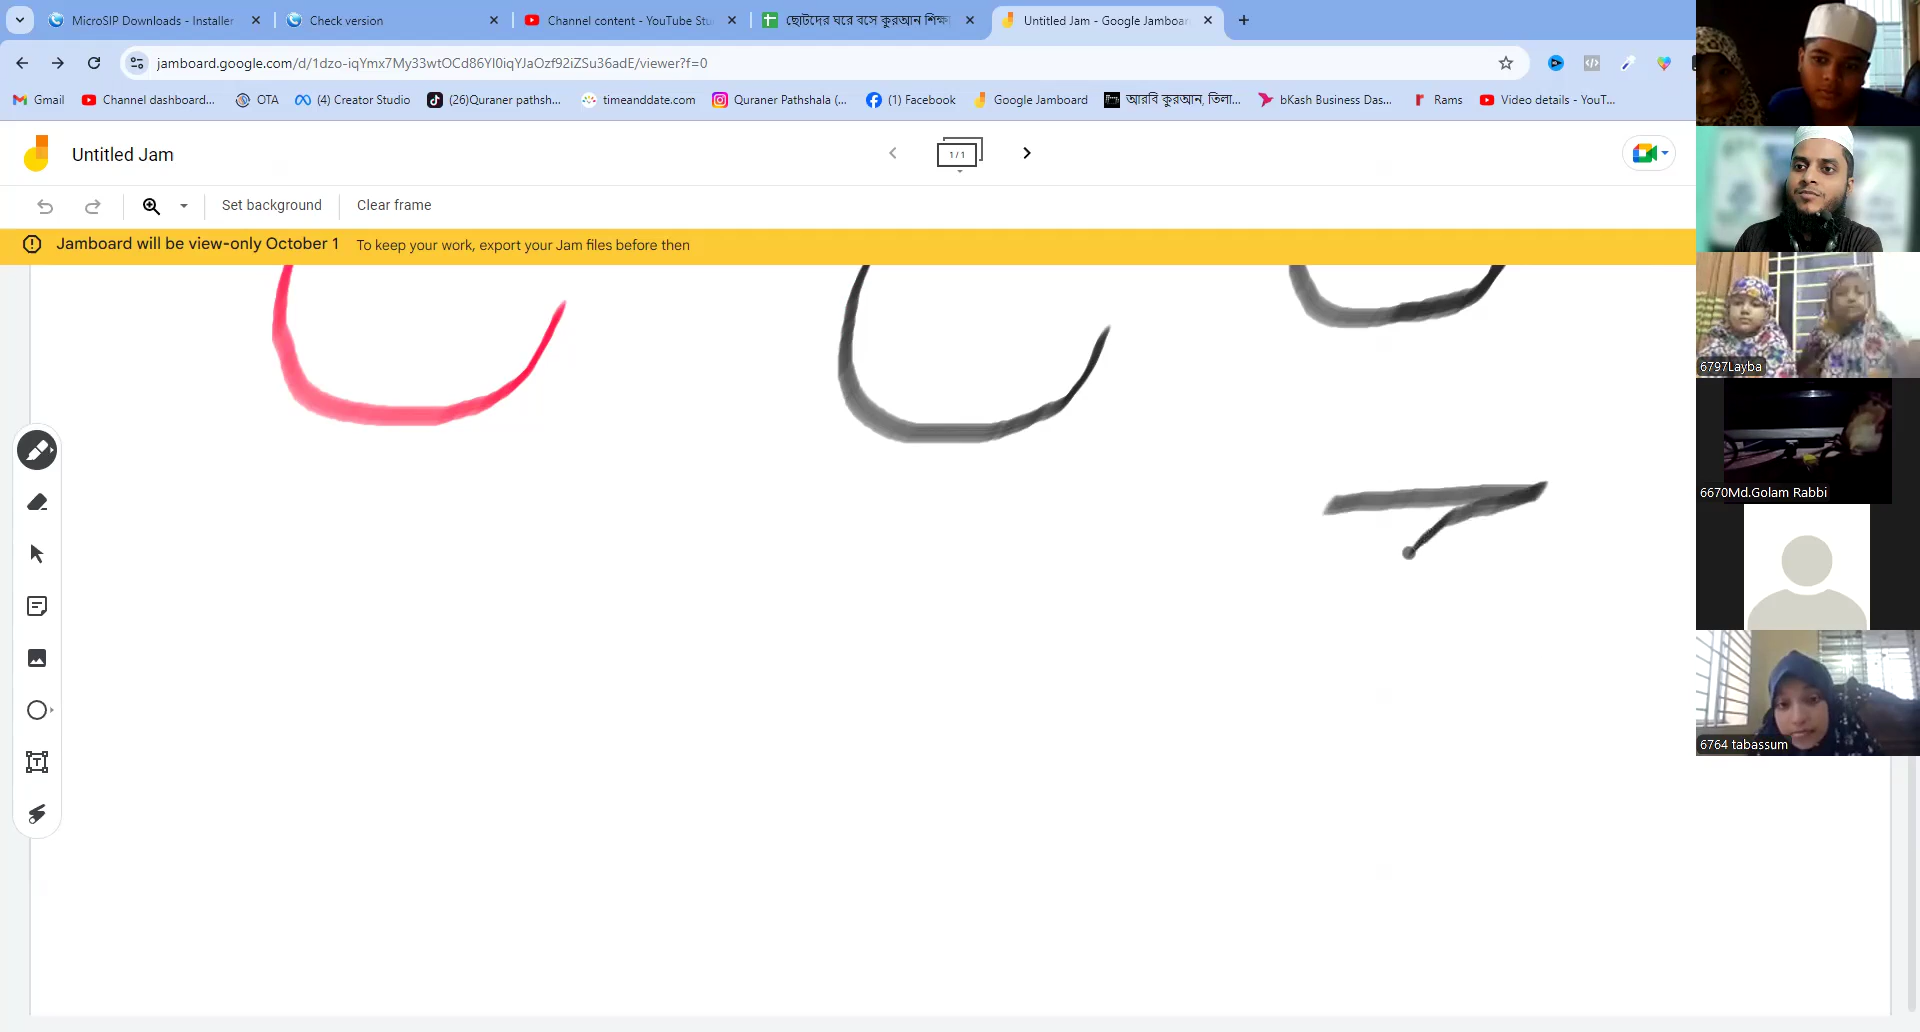 MicroSIP Downloads - Installer
Check version
Channel content - YouTube Stu
ছোটদের ঘরে বসে কুরআন শিক্ষ
Untitled Jam - Google Jamboar
jamboard.google.com/d/1dzo-iqYmx7My33wtOCd86Yl0iqYJaOzf92iZSu36adE/viewer?f=0
Gmail
Channel dashboard...
OTA
(4) Creator Studio
(26)Quraner pathsh...
timeanddate.com
Quraner Pathshala (...
(1) Facebook
Google Jamboard
আরবি কুরআন, তিলা...
bKash Business Das...
Rams
Video details - YouT...
Untitled Jam
1/1
Set background
Clear frame
Jamboard will be view-only October 1 To keep your work, export your Jam files before then
6797Layba
6670Md.Golam Rabbi
6764 tabassum